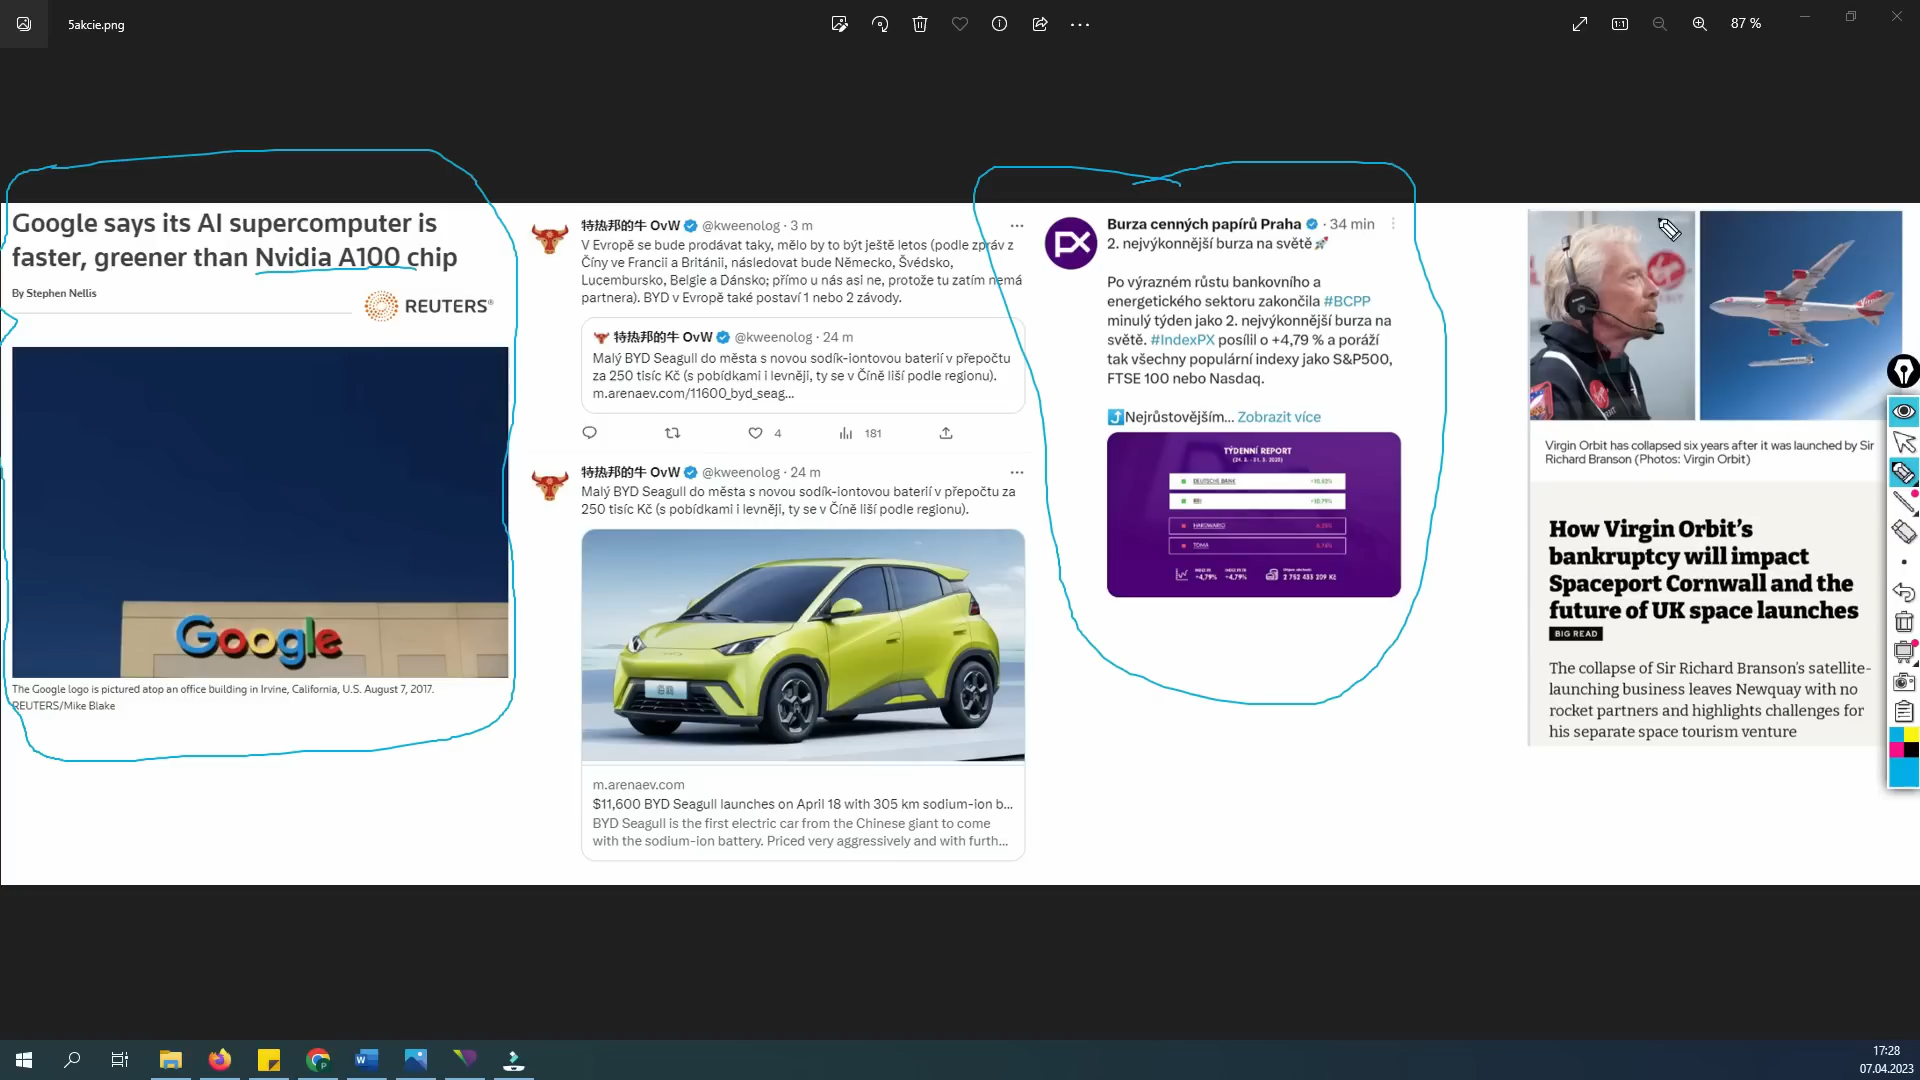 5akcie.png
87 %
Google says its AI supercomputer is
faster, greener than Nvidia A100 chip
By Stephen Nellis
REUTERS®
Google
The Google logo is pictured atop an office building in Irvine, California, U.S. August 7, 2017.
REUTERS/Mike Blake
特热邦的牛 OvW @kweenolog · 3 m
V Evropě se bude prodávat taky, mělo by to být ještě letos (podle zpráv z
Číny ve Francii a Británii, následovat bude Německo, Švédsko,
Lucembursko, Belgie a Dánsko; přímo u nás asi ne, protože tu zatím nemá
partnera). BYD v Evropě také postaví 1 nebo 2 závody.
特热邦的牛 OvW @kweenolog · 24 m
Malý BYD Seagull do města s novou sodík-iontovou baterií v přepočtu
za 250 tisíc Kč (s pobídkami i levněji, ty se v Číně liší podle regionu).
m.arenaev.com/11600_byd_seag...
4
181
特热邦的牛 OvW @kweenolog · 24 m
Malý BYD Seagull do města s novou sodík-iontovou baterií v přepočtu za
250 tisíc Kč (s pobídkami i levněji, ty se v Číně liší podle regionu).
m.arenaev.com
$11,600 BYD Seagull launches on April 18 with 305 km sodium-ion b...
BYD Seagull is the first electric car from the Chinese giant to come
with the sodium-ion battery. Priced very aggressively and with furth...
PX
Burza cenných papírů Praha · 34 min
2. nejvýkonnější burza na světě
Po výrazném růstu bankovního a
energetického sektoru zakončila #BCPP
minulý týden jako 2. nejvýkonnější burza na
světě. #IndexPX posílil o +4,79 % a poráží
tak všechny populární indexy jako S&P500,
FTSE 100 nebo Nasdaq.
Nejrůstovějším... Zobrazit více
TÝDENNÍ REPORT
DEUTSCHE BANK
HARDWARIO
TOMA
+4,79% +4,79% 2 752 433 209 Kč
Virgin Orbit has collapsed six years after it was launched by Sir
Richard Branson (Photos: Virgin Orbit)
How Virgin Orbit's
bankruptcy will impact
Spaceport Cornwall and the
future of UK space launches
BIG READ
The collapse of Sir Richard Branson's satellite-
launching business leaves Newquay with no
rocket partners and highlights challenges for
his separate space tourism venture
17:28
07.04.2023